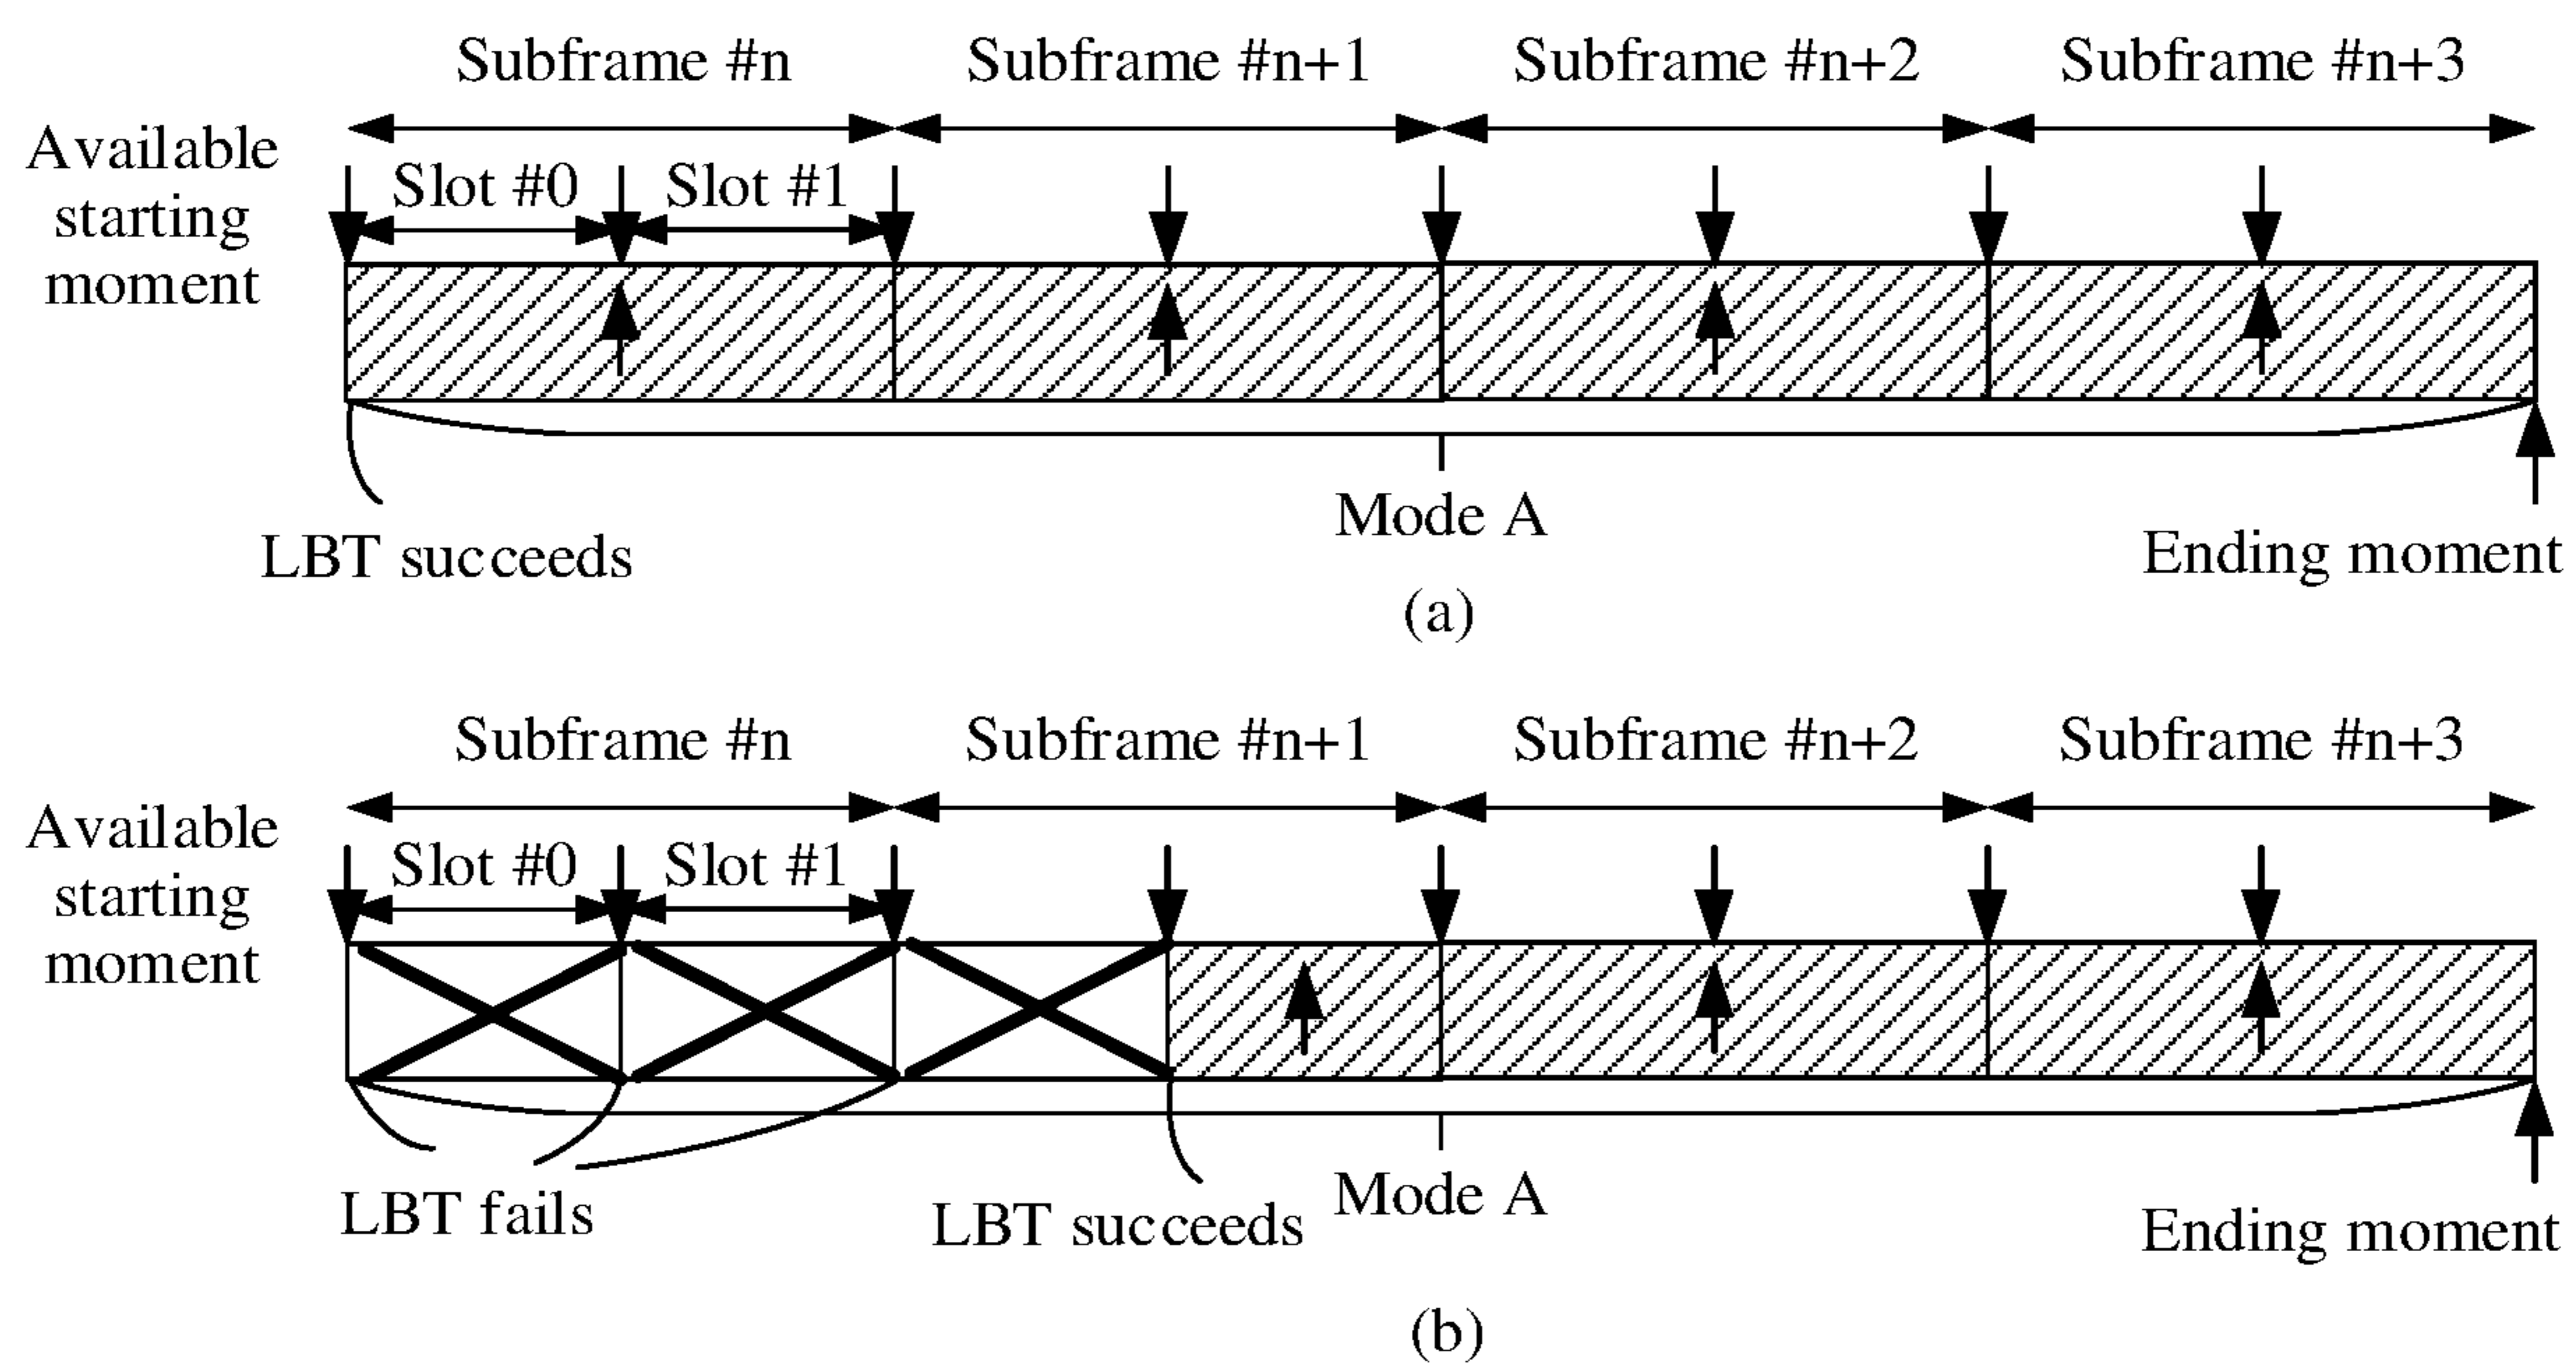 Subframe #n Subframe #n+1 Subframe #n+2 Subframe #n+3
Available
starting
moment
Slot #0 Slot #1
LBT succeeds
Mode A
Ending moment
(a)
Subframe #n Subframe #n+1 Subframe #n+2 Subframe #n+3
Available
starting
moment
Slot #0 Slot #1
LBT fails
LBT succeeds
Mode A
Ending moment
(b)